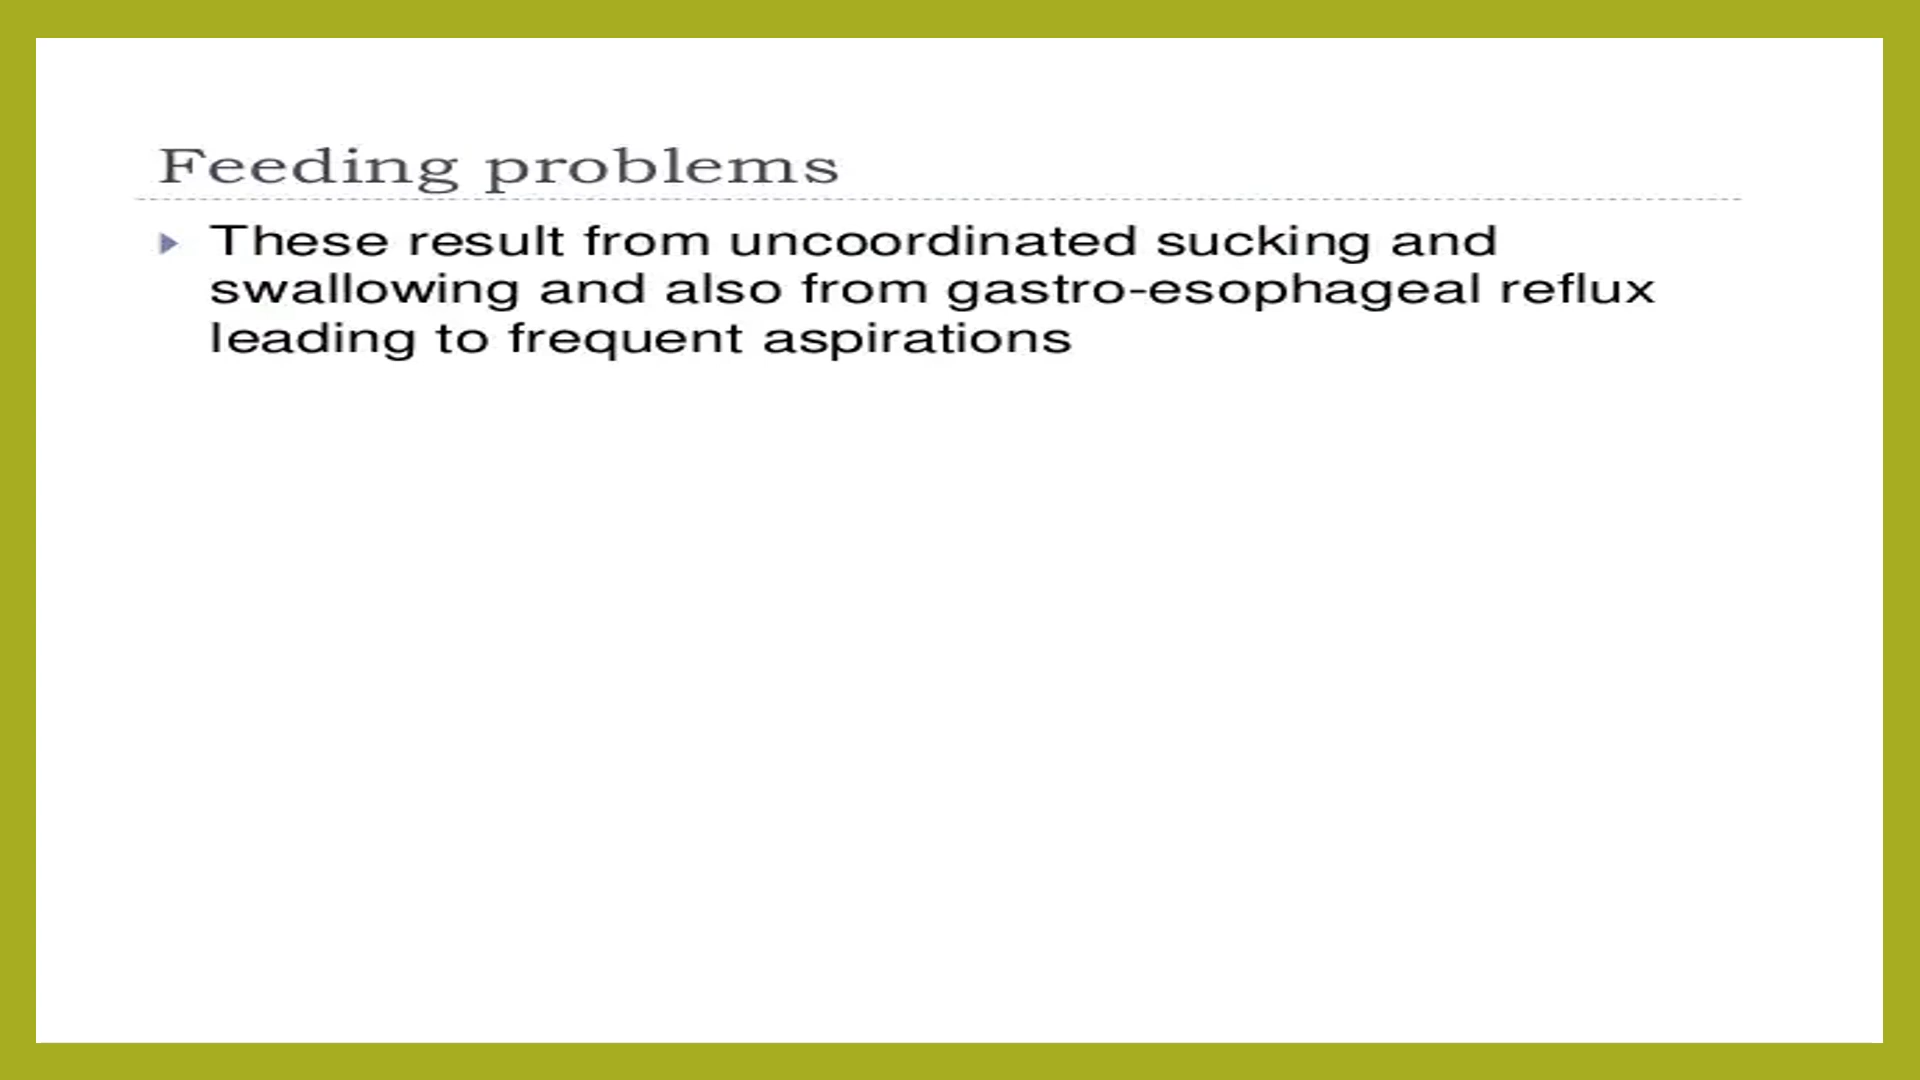 Feeding problems
These result from uncoordinated sucking and
swallowing and also from gastro-esophageal reflux
leading to frequent aspirations